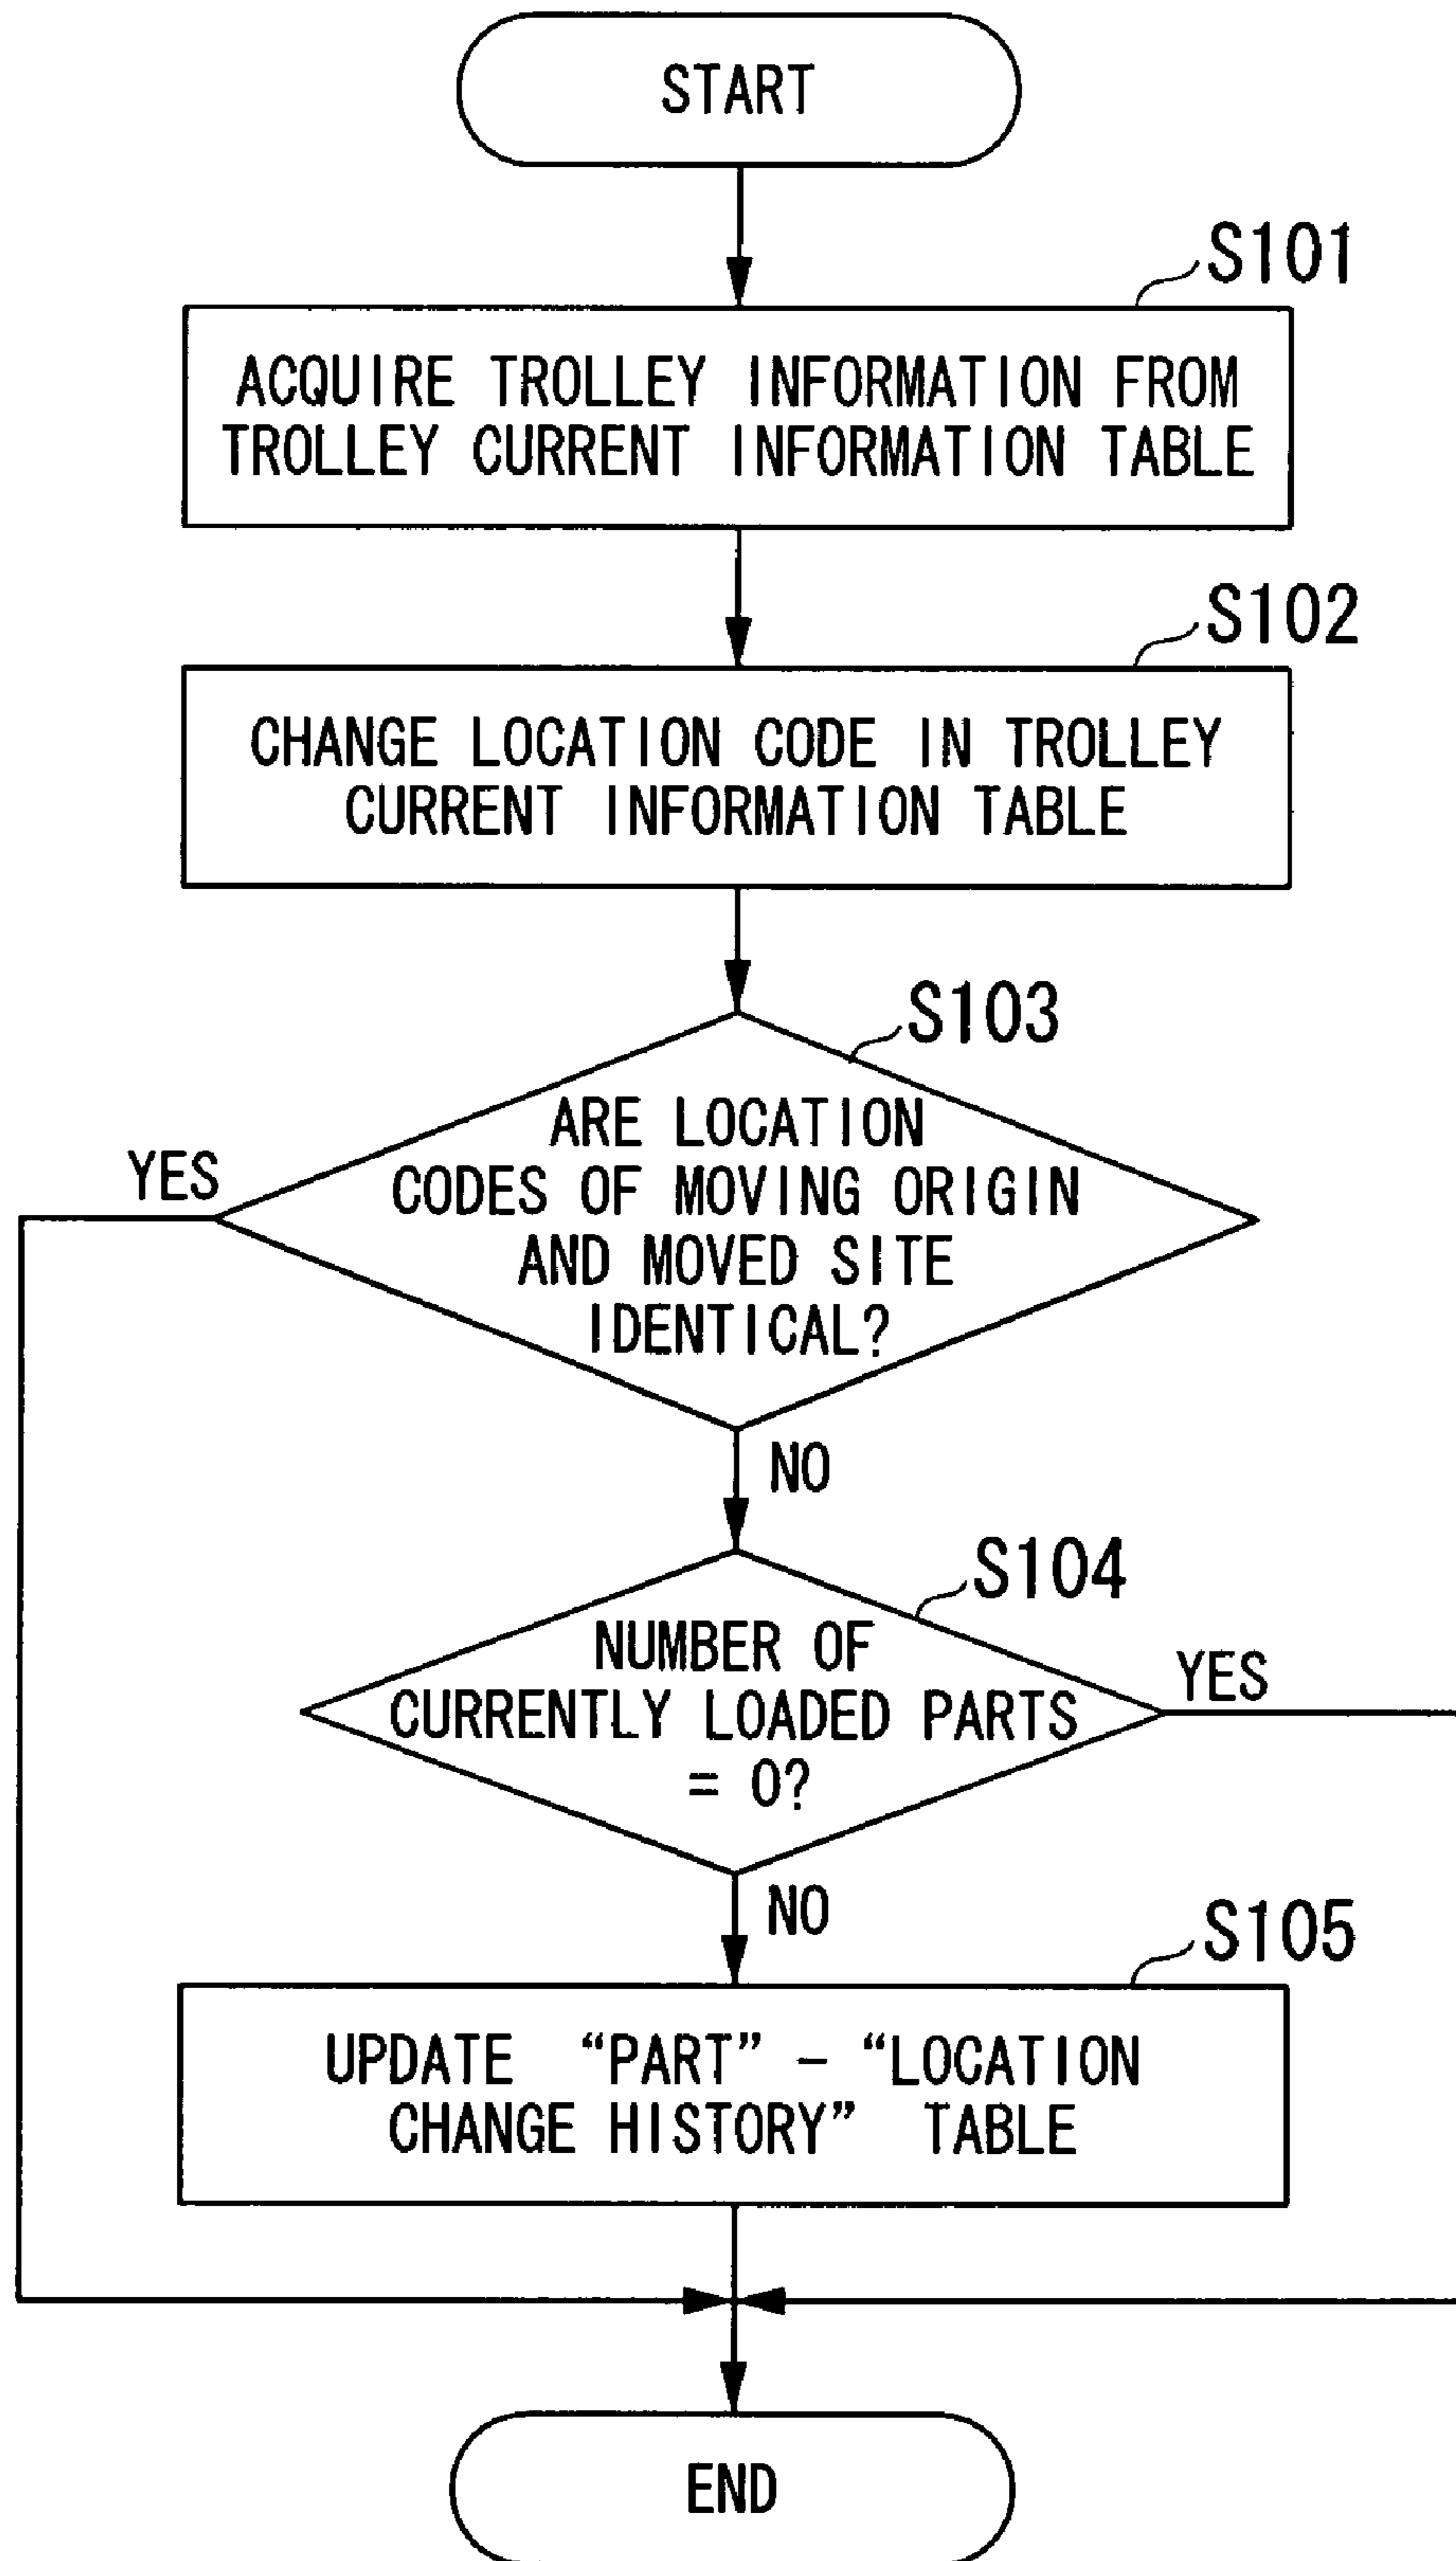 START
S101
ACQUIRE TROLLEY INFORMATION FROM
TROLLEY CURRENT INFORMATION TABLE
S102
CHANGE LOCATION CODE IN TROLLEY
CURRENT INFORMATION TABLE
S103
ARE LOCATION
YES
CODES OF MOVING ORIGIN
AND MOVED SITE
IDENTICAL?
NO
S104
NUMBER OF
YES
CURRENTLY LOADED PARTS
= 0?
NO
S105
UPDATE “PART” – “LOCATION
CHANGE HISTORY” TABLE
END